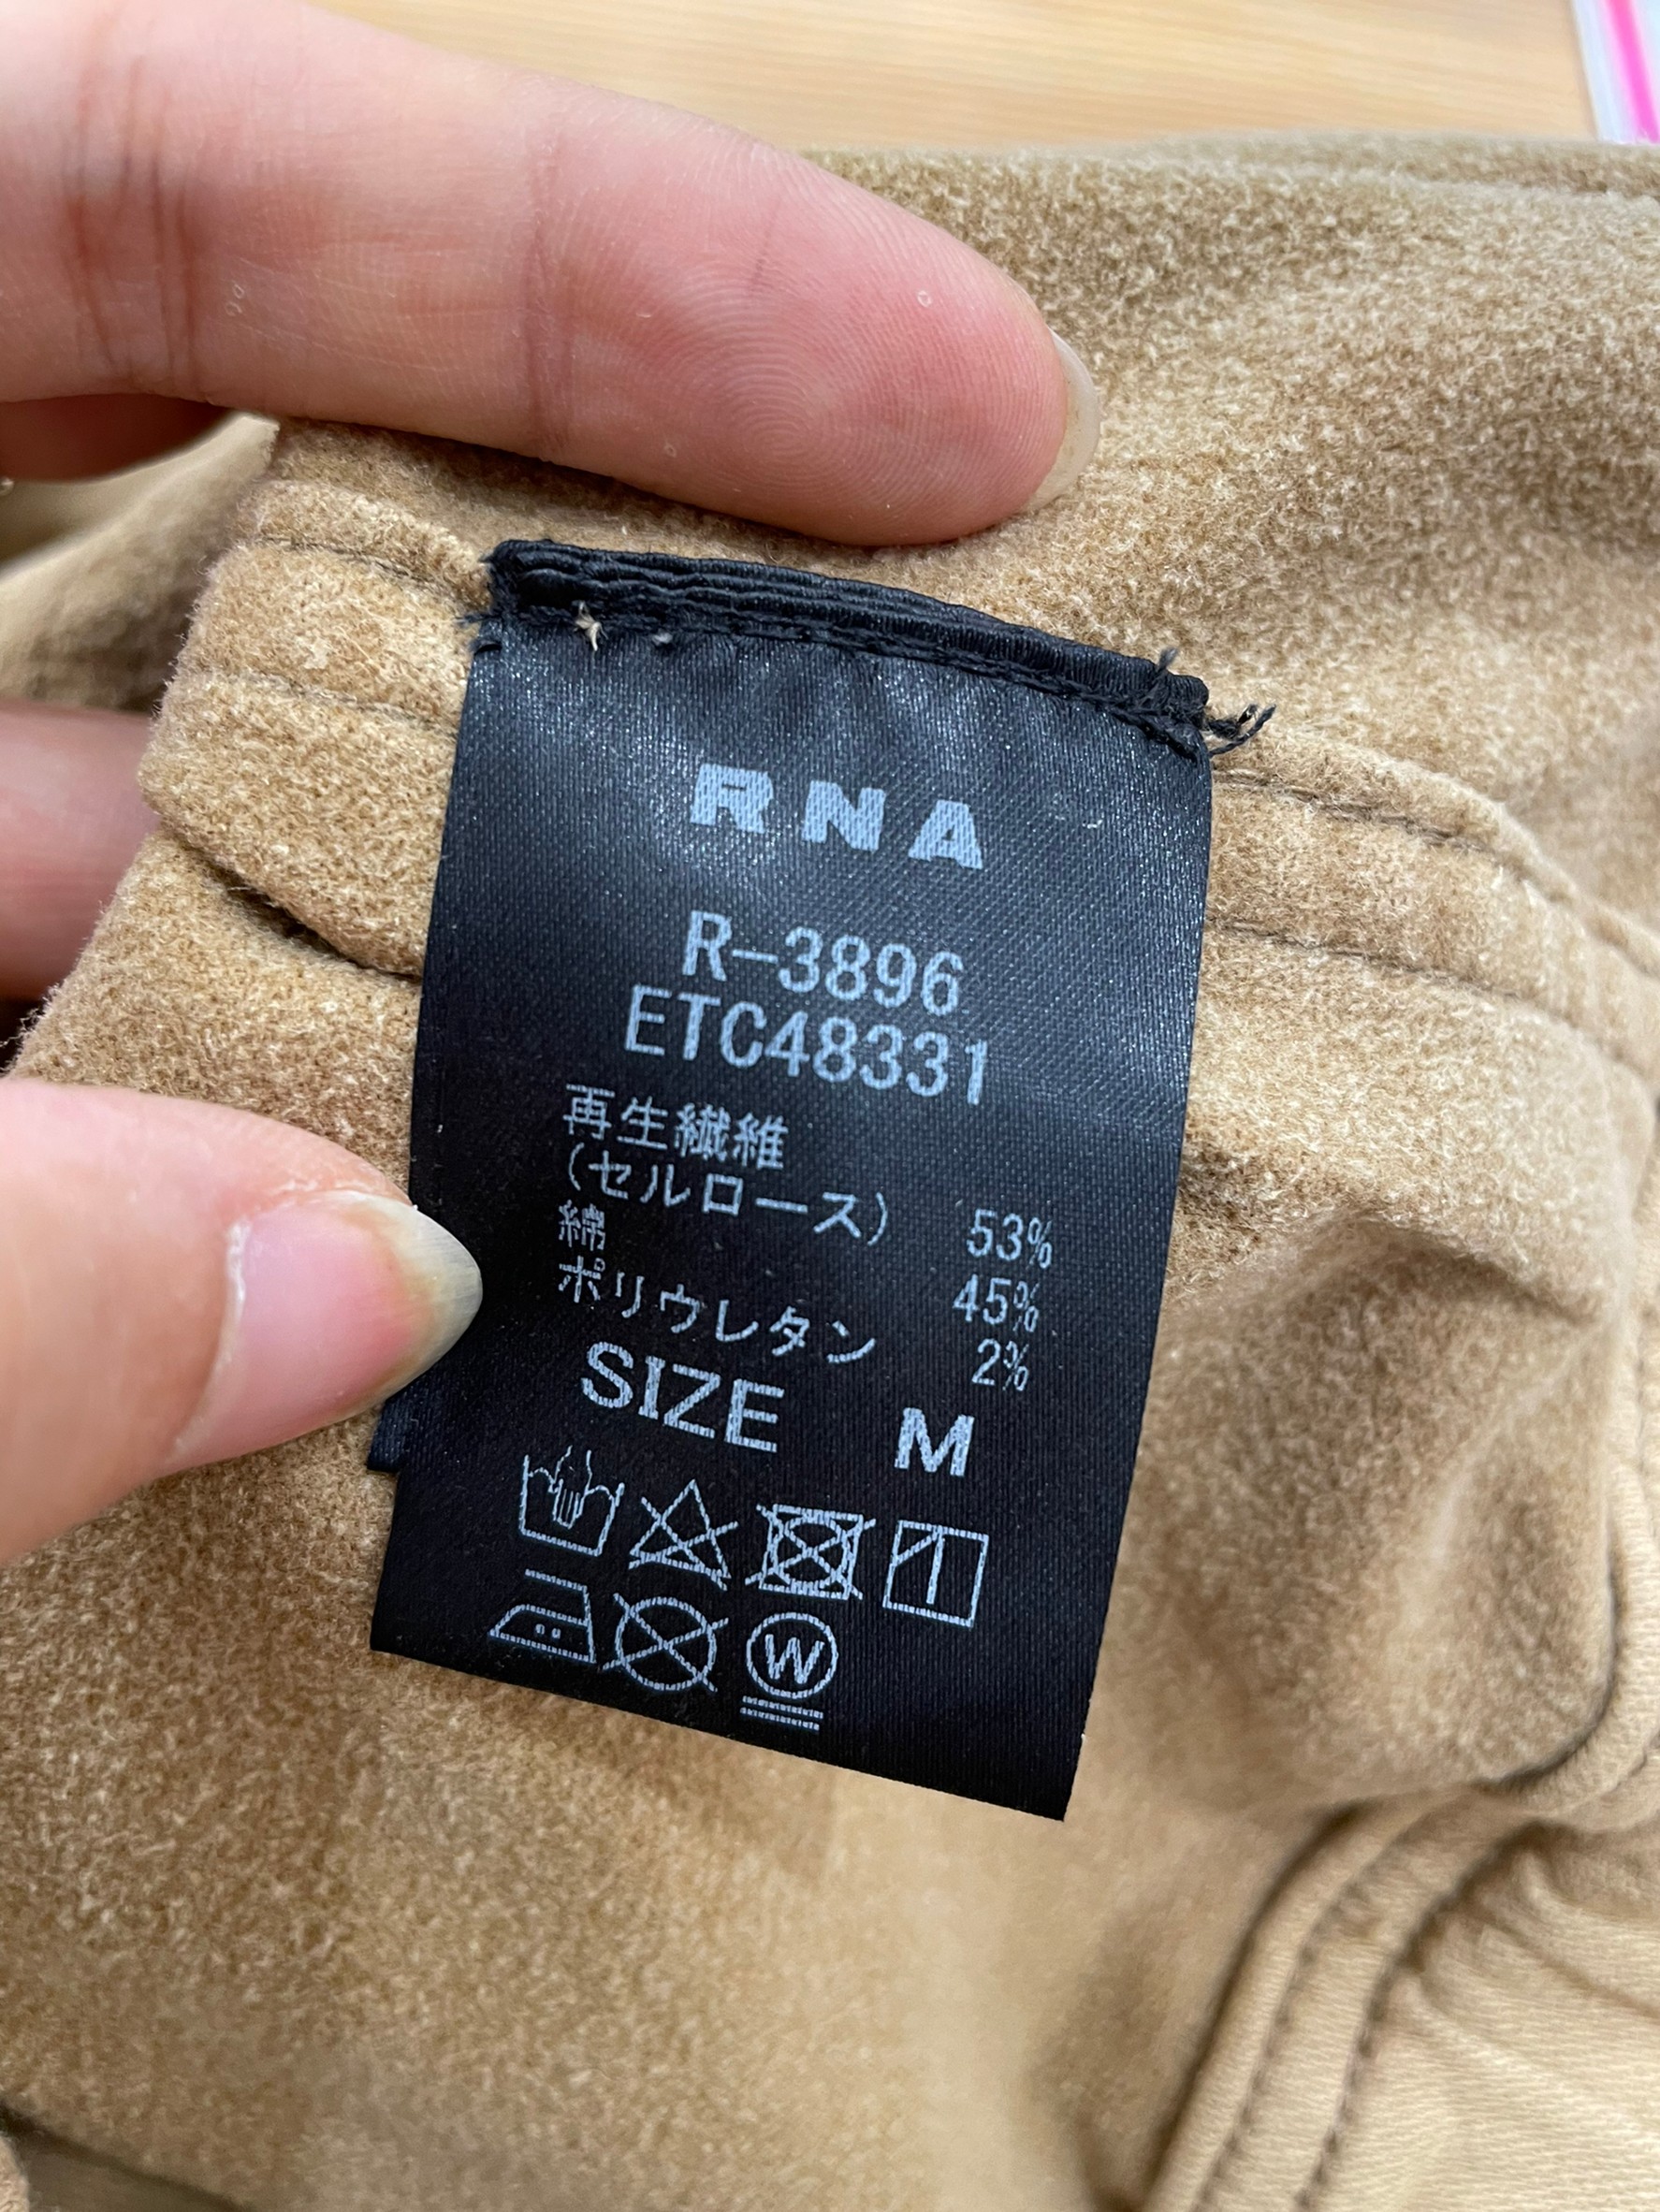 RNA
R-3896
ETC48331
再生繊維
(セルロース) 53%
綿 45%
ポリウレタン 2%
SIZE M
W